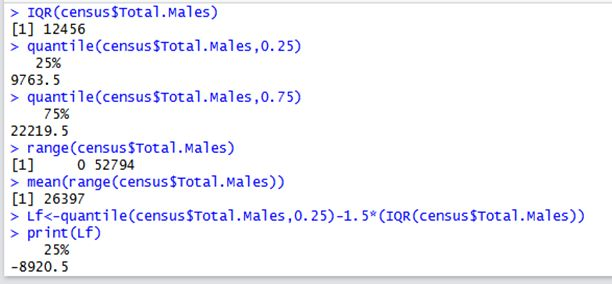 > IQR(census$Total.Males)
[1] 12456
> quantile(census$Total.Males,0.25)
   25%
9763.5
> quantile(census$Total.Males,0.75)
    75%
22219.5
> range(census$Total.Males)
[1]     0 52794
> mean(range(census$Total.Males))
[1] 26397
> Lf<-quantile(census$Total.Males,0.25)-1.5*(IQR(census$Total.Males))
> print(Lf)
    25%
-8920.5